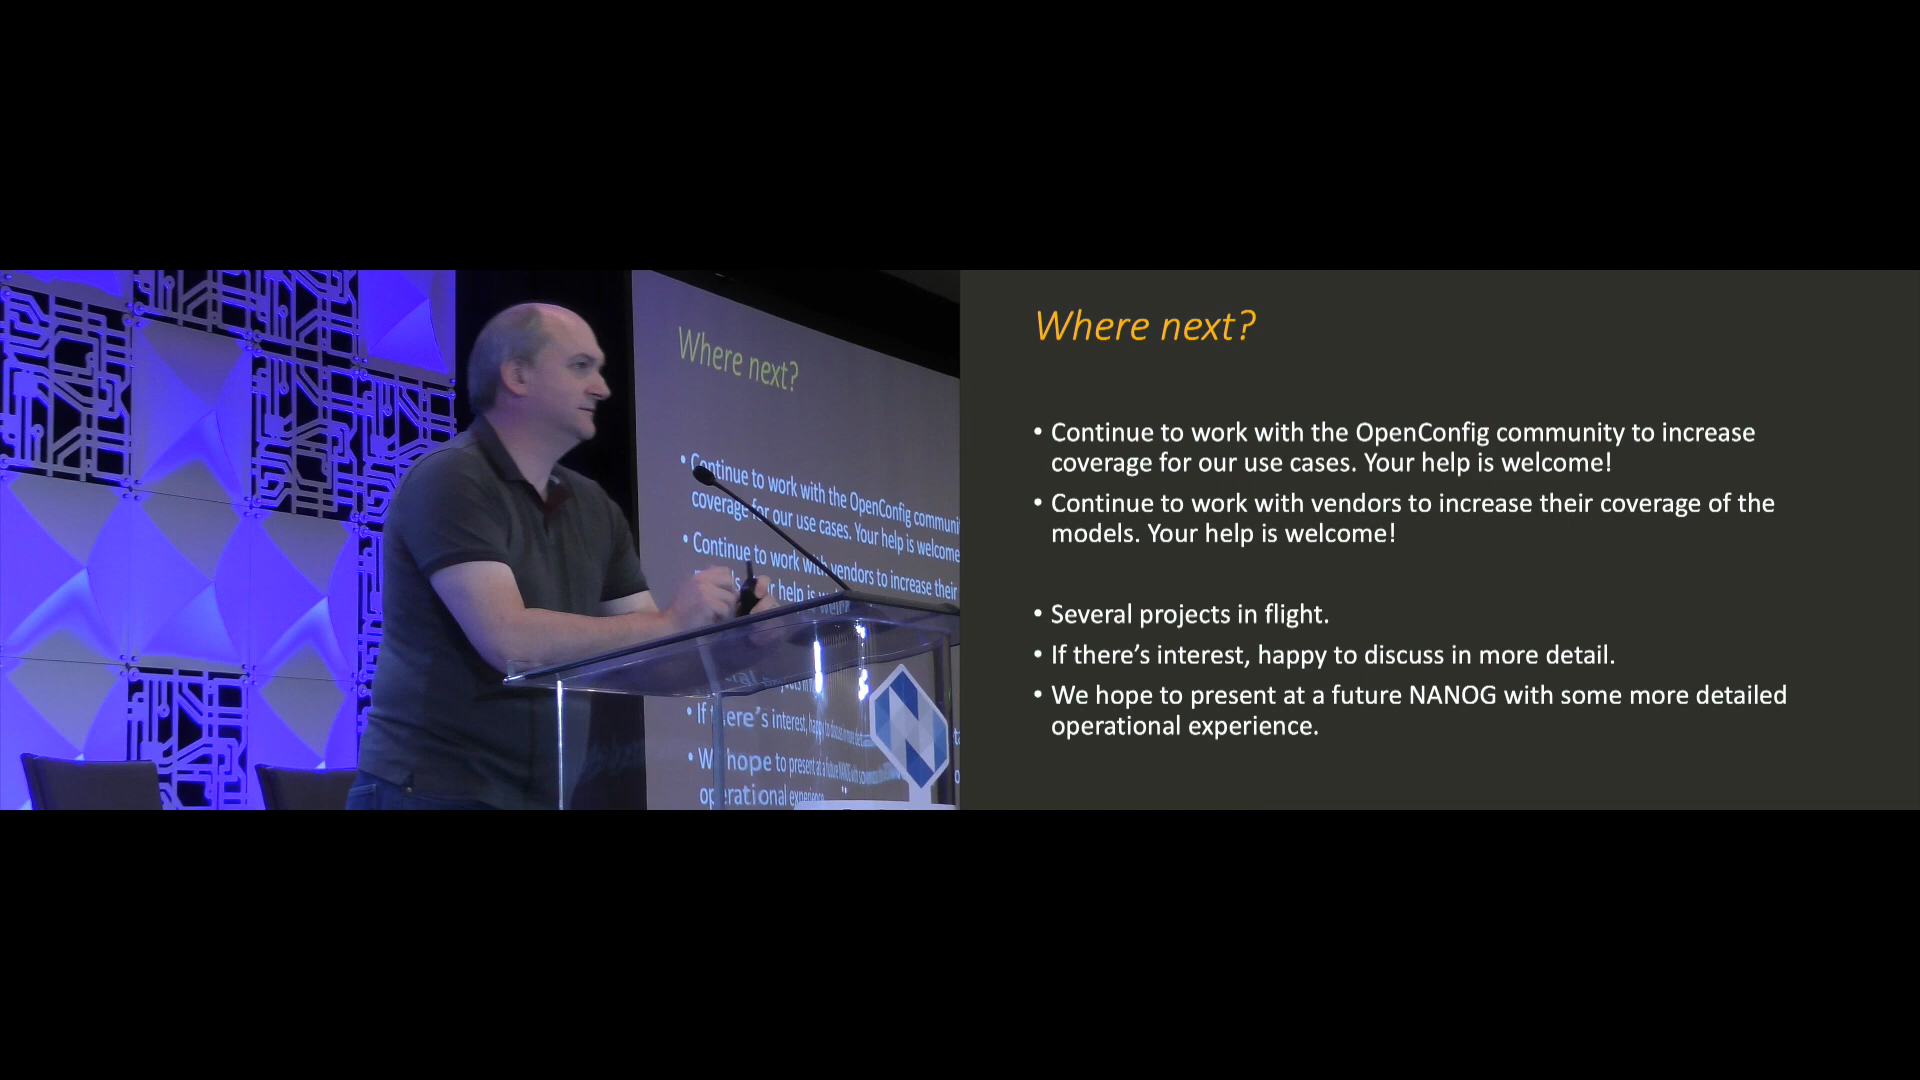 Where next?
• Continue to work with the OpenConfig communi
coverage for our use cases. Your help is welcome
• Continue to work with vendors to increase their
help is
• If there's interest, happy to discuss in more
• We hope to present at a future NANOG with
operational experience.
N
Where next?
• Continue to work with the OpenConfig community to increase
coverage for our use cases. Your help is welcome!
• Continue to work with vendors to increase their coverage of the
models. Your help is welcome!
• Several projects in flight.
• If there’s interest, happy to discuss in more detail.
• We hope to present at a future NANOG with some more detailed
operational experience.